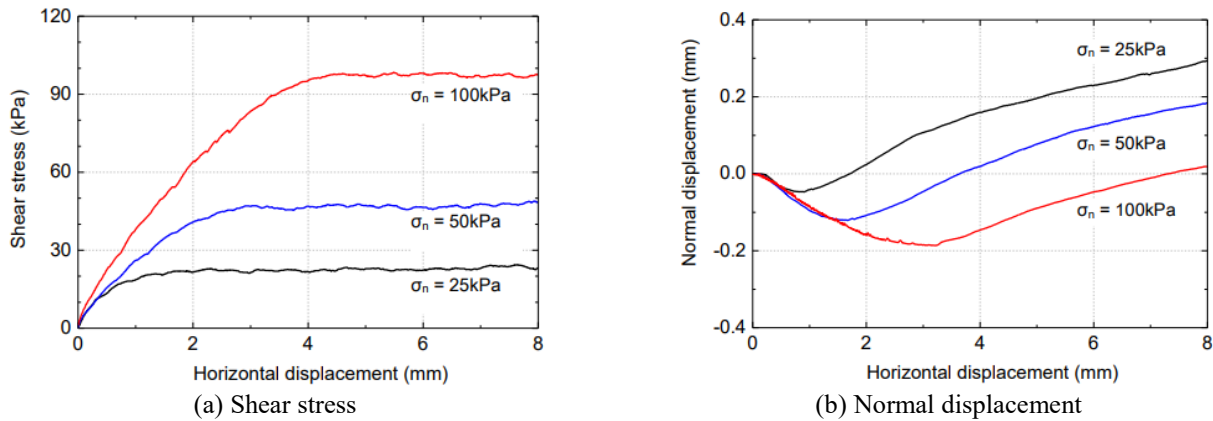 120
90
60
30
0
Shear stress (kPa)
σn = 100kPa
σn = 50kPa
σn = 25kPa
0 2 4 6 8
Horizontal displacement (mm)
(a) Shear stress
0.4
0.2
0.0
-0.2
-0.4
Normal displacement (mm)
σn = 25kPa
σn = 50kPa
σn = 100kPa
0 2 4 6 8
Horizontal displacement (mm)
(b) Normal displacement